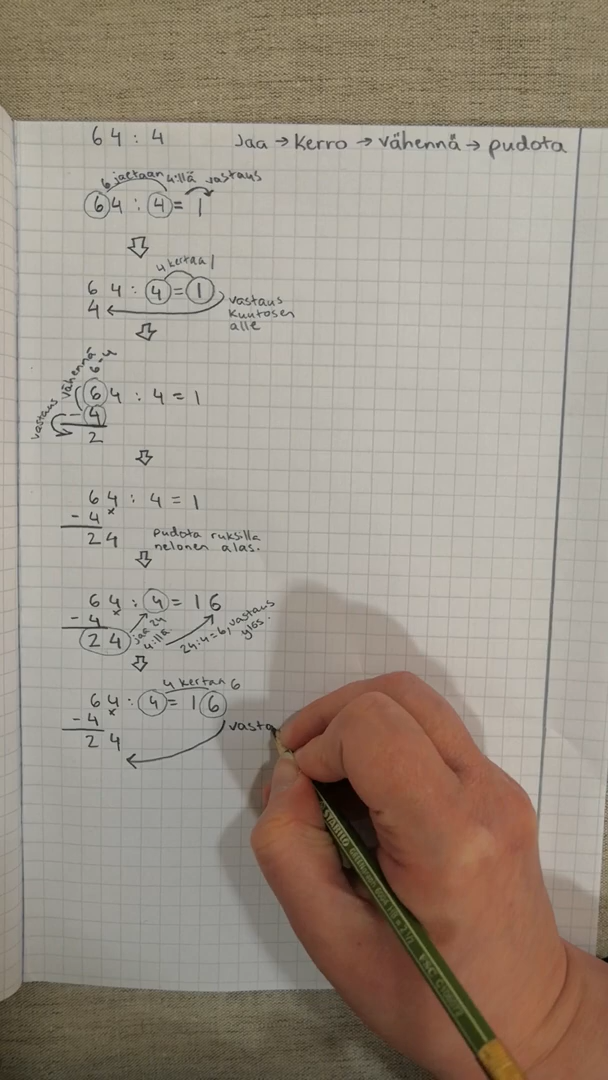 64 : 4
Jaa → Kerro → vähennä → pudota
6 jaetaan 4:llä vastaus
64 : 4 = 1
4 kertaa 1
64 : 4 = 1
4
vastaus
kuutosen
alle
vähennä
6-4
64 : 4 = 1
- 4
vastaus
2
64 : 4 = 1
- 4 x
24
pudota ruksilla
nelonen alas.
64 : 4 = 16
- 4 x
24
jaa 24
4:llä
24:4=6, vastaus
ylös.
4 kertan 6
64 : 4 = 16
- 4 x
24
vasta